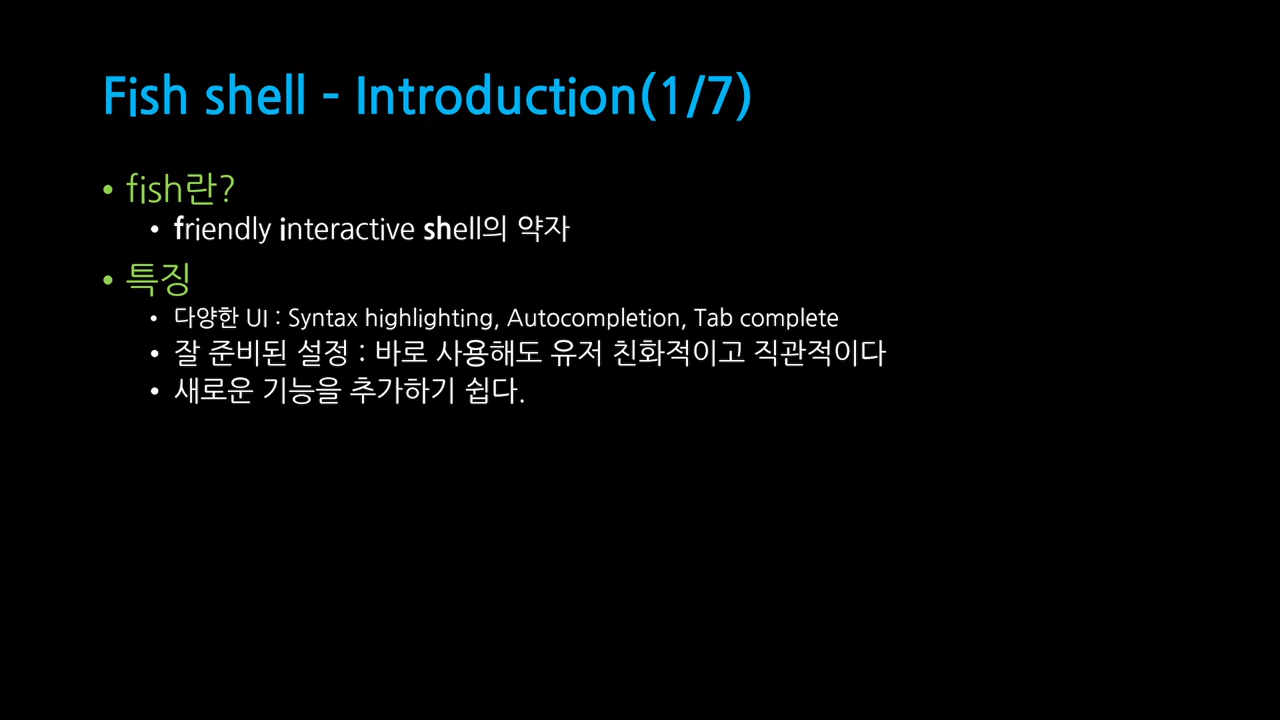 Fish shell - Introduction(1/7)
• fish란?
• friendly interactive shell의 약자
• 특징
• 다양한 UI : Syntax highlighting, Autocompletion, Tab complete
• 잘 준비된 설정 : 바로 사용해도 유저 친화적이고 직관적이다
• 새로운 기능을 추가하기 쉽다.